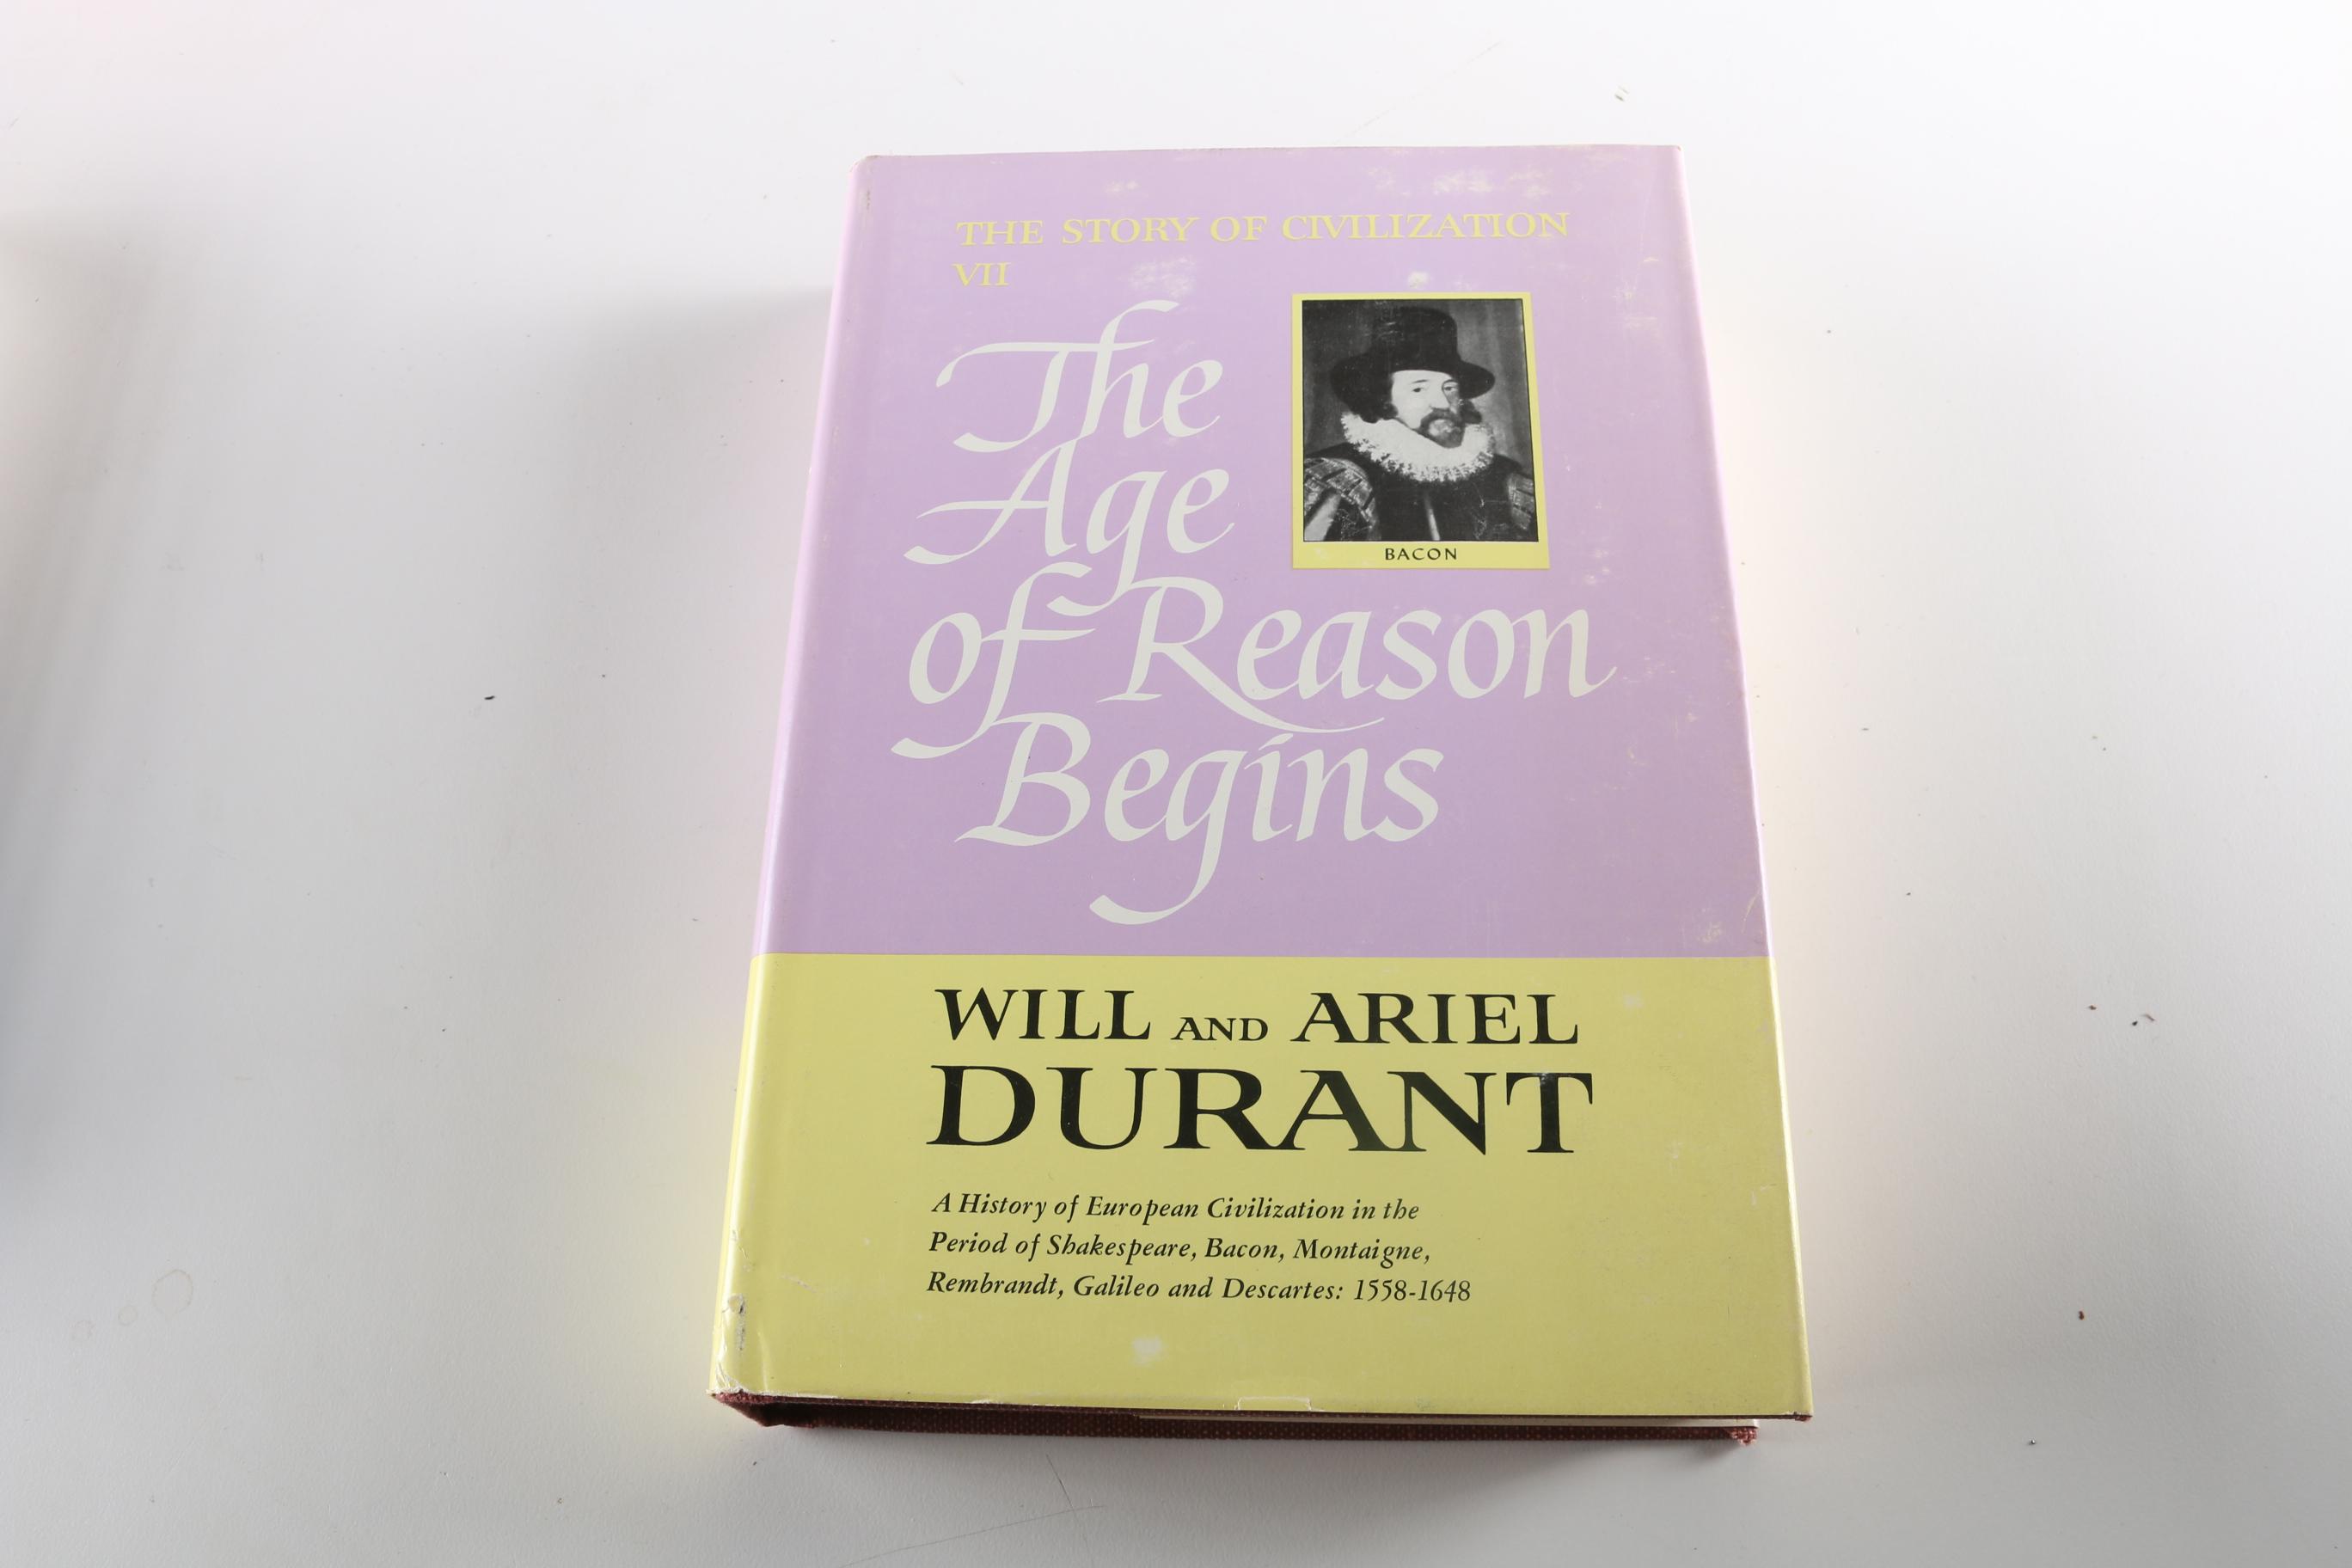 THE STORY OF CIVILIZATION
VII
The
Age
of Reason
Begins
BACON
WILL AND ARIEL
DURANT
A History of European Civilization in the
Period of Shakespeare, Bacon, Montaigne,
Rembrandt, Galileo and Descartes: 1558-1648